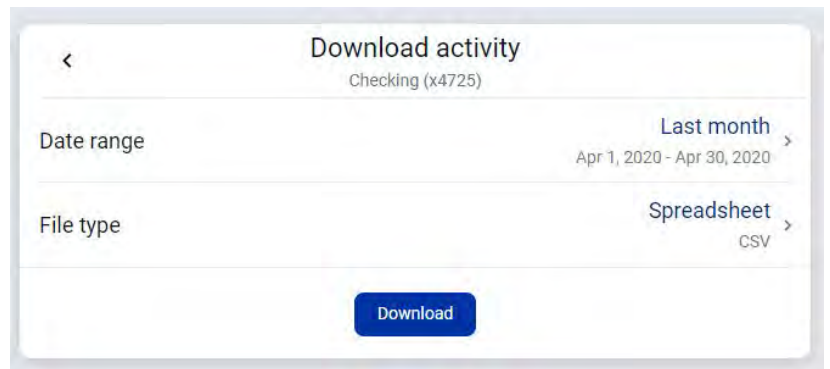 Download activity
Checking (x4725)
Date range
Last month
Apr 1, 2020 - Apr 30, 2020
File type
Spreadsheet
CSV
Download